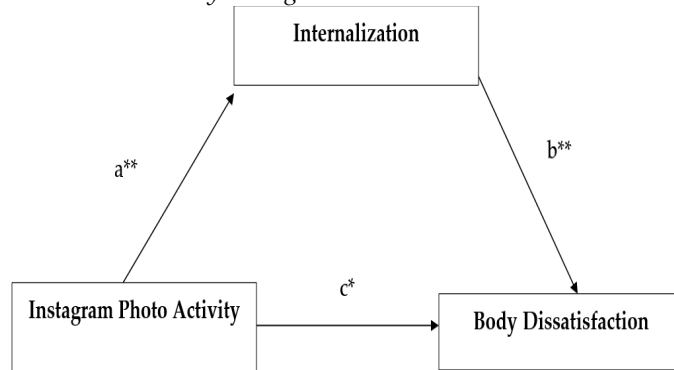 Internalization
a**
b**
c*
Instagram Photo Activity
Body Dissatisfaction